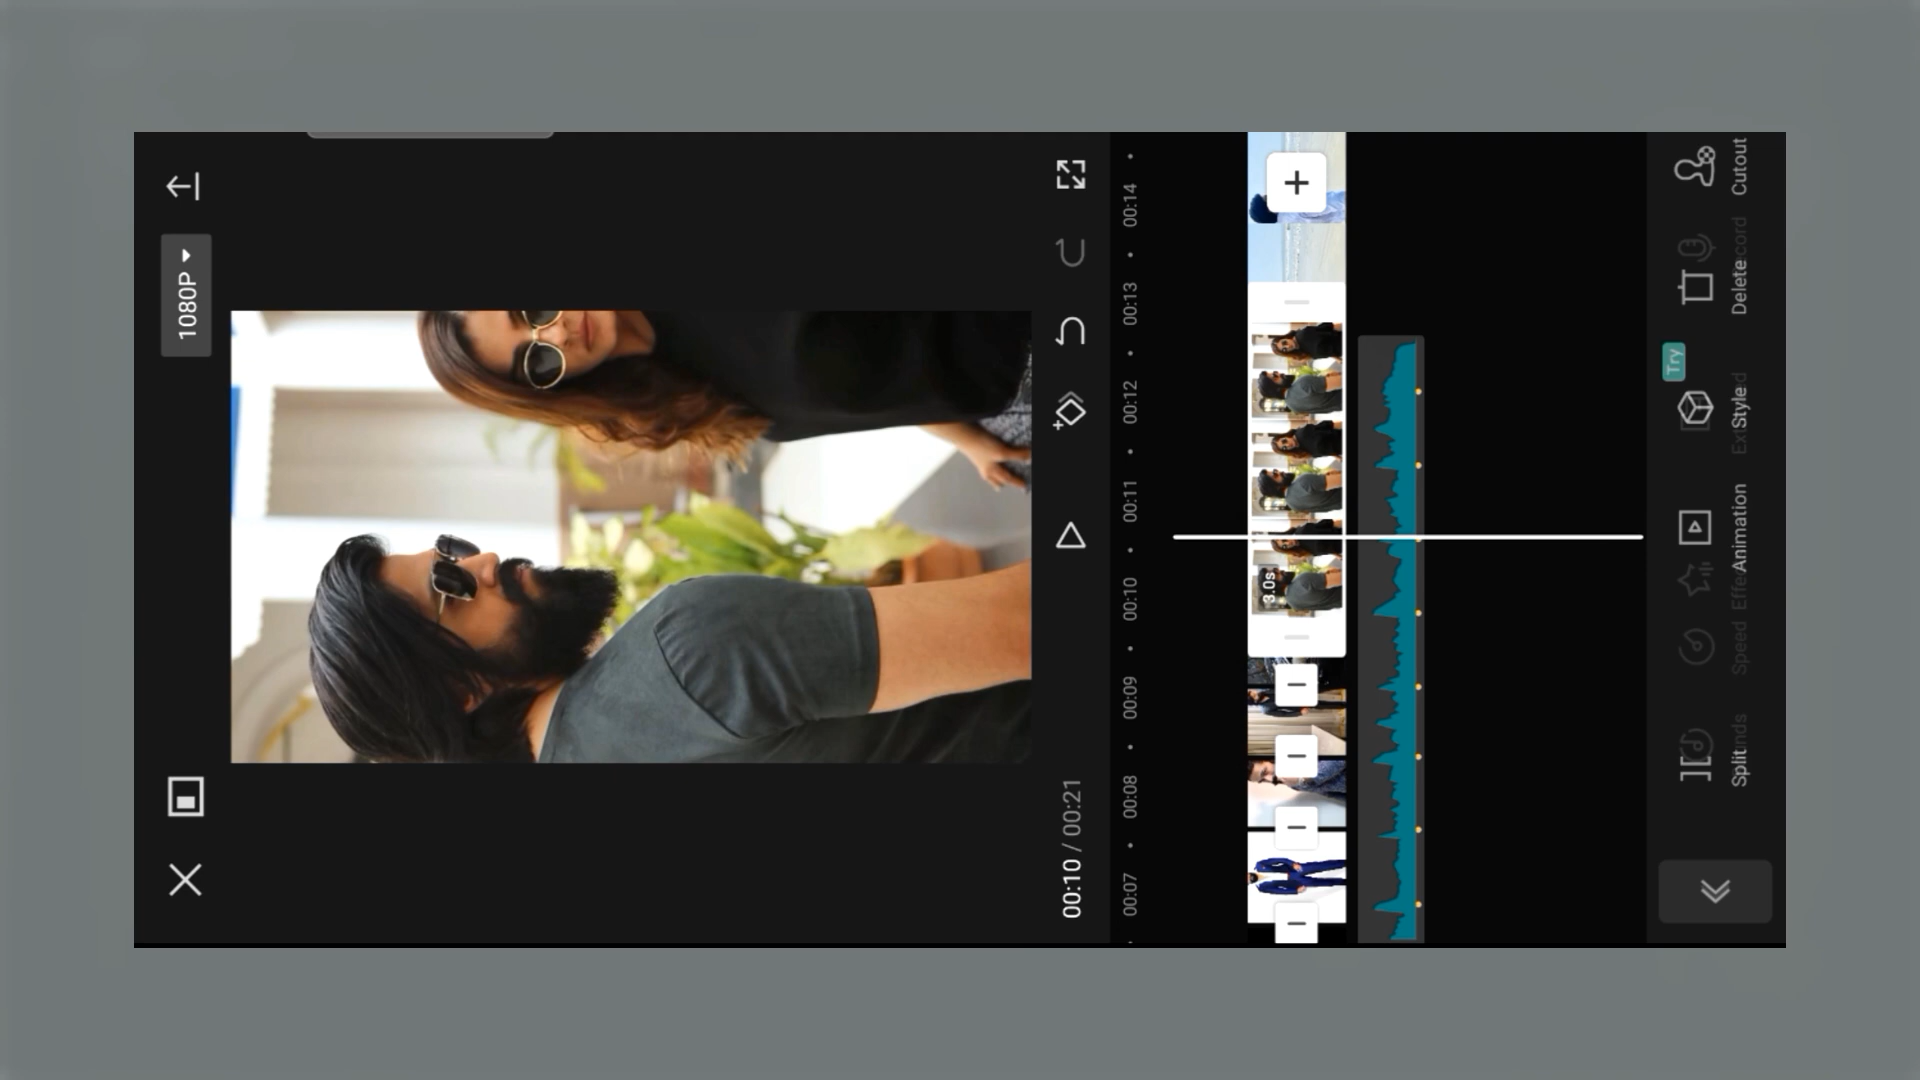 1080P
00:10 / 00:21
00:07
00:08
00:09
00:10
00:11
00:12
00:13
00:14
3.0s
Try
Split
Speed
Animation
Style
Delete
Cutout